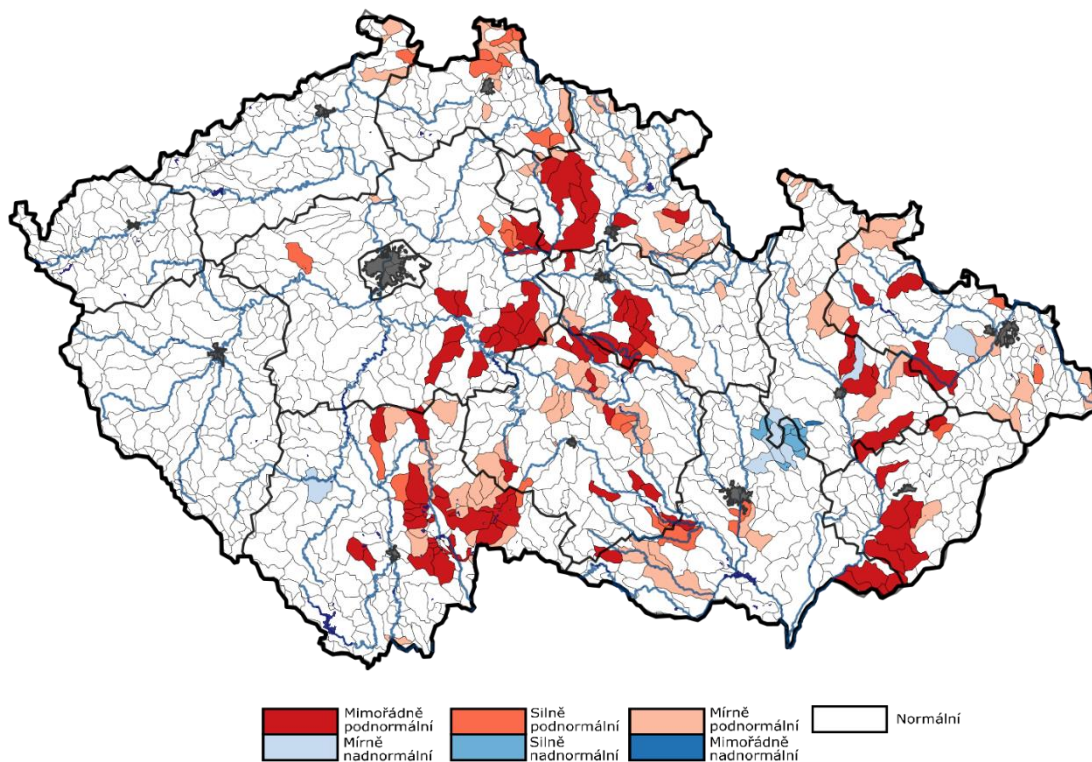 Mimořádně
podnormální
Silně
podnormální
Mírně
podnormální
Normální
Mírně
nadnormální
Silně
nadnormální
Mimořádně
nadnormální